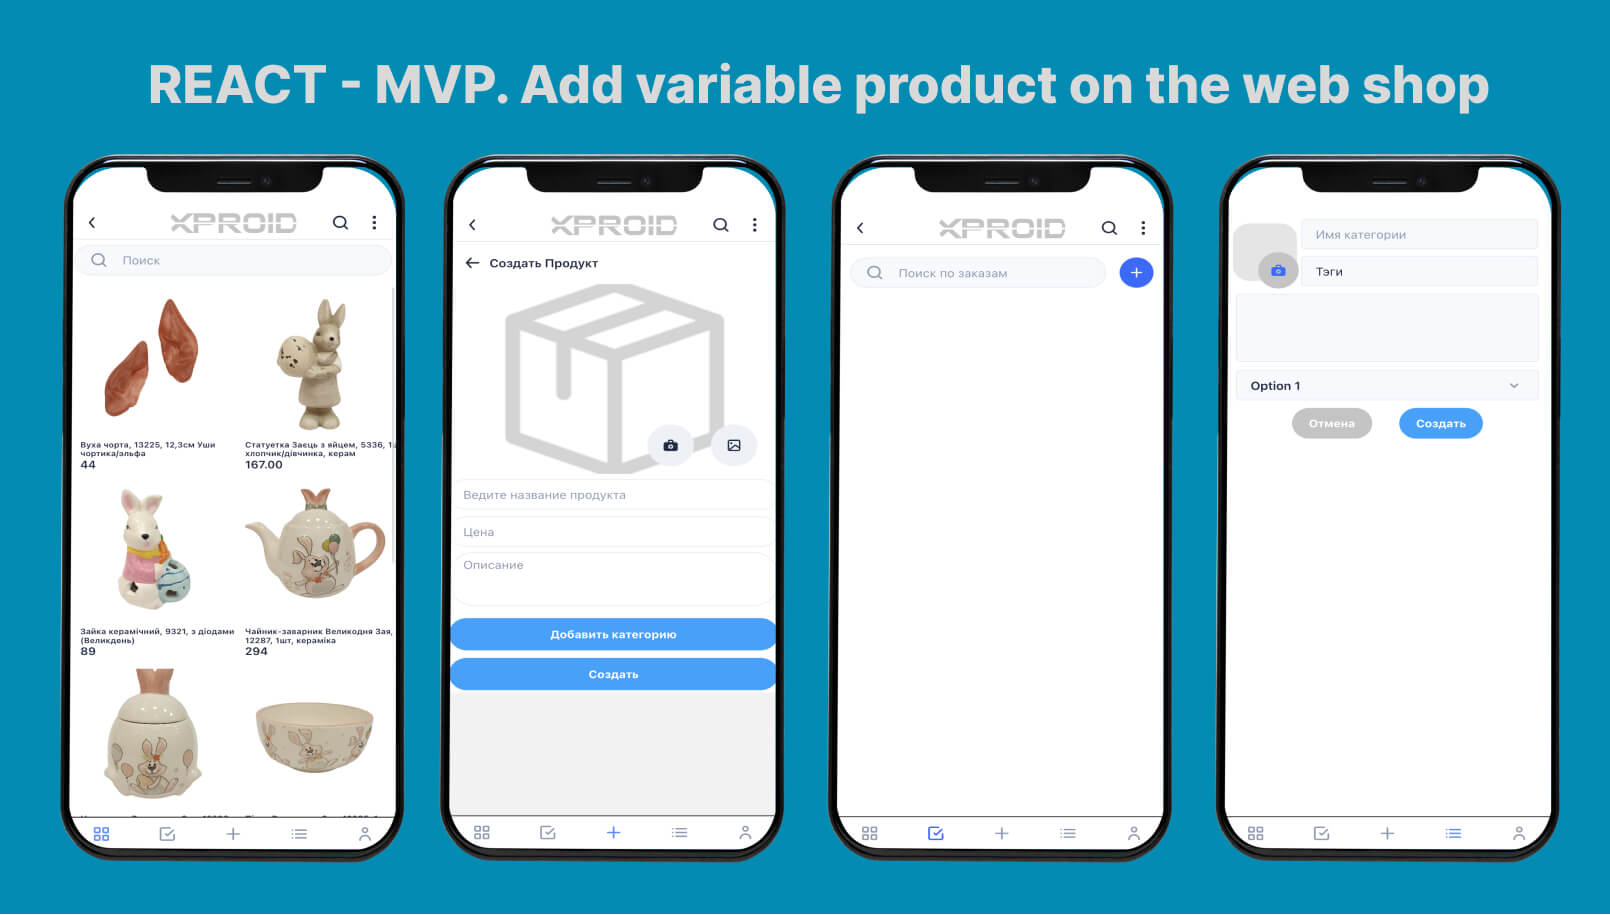 REACT - MVP. Add variable product on the web shop
XPROID
Поиск
Вуха чорта, 13225, 12,3см Уши
чортика/эльфа
44
Статуетка Заєць з яйцем, 5336, 1
хлопчик/дівчинка, керам
167.00
Зайка керамічний, 9321, з діодами
(Великдень)
89
Чайник-заварник Великодня Зая,
12287, 1шт, кераміка
294
XPROID
Создать Продукт
Ведите название продукта
Цена
Описание
Добавить категорию
Создать
XPROID
Поиск по заказам
Имя категории
Тэги
Option 1
Отмена
Создать